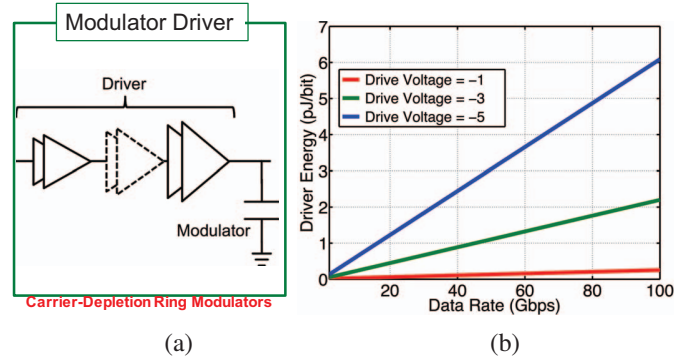 Modulator Driver
Driver
Modulator
Carrier-Depletion Ring Modulators
(a)
Driver Energy (pJ/bit)
7
6
5
4
3
2
1
0
Drive Voltage = −1
Drive Voltage = −3
Drive Voltage = −5
20 40 60 80 100
Data Rate (Gbps)
(b)